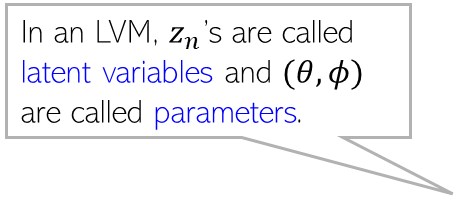 In an LVM, 𝒛ₙ's are called
latent variables and (𝜃, 𝜙)
are called parameters.